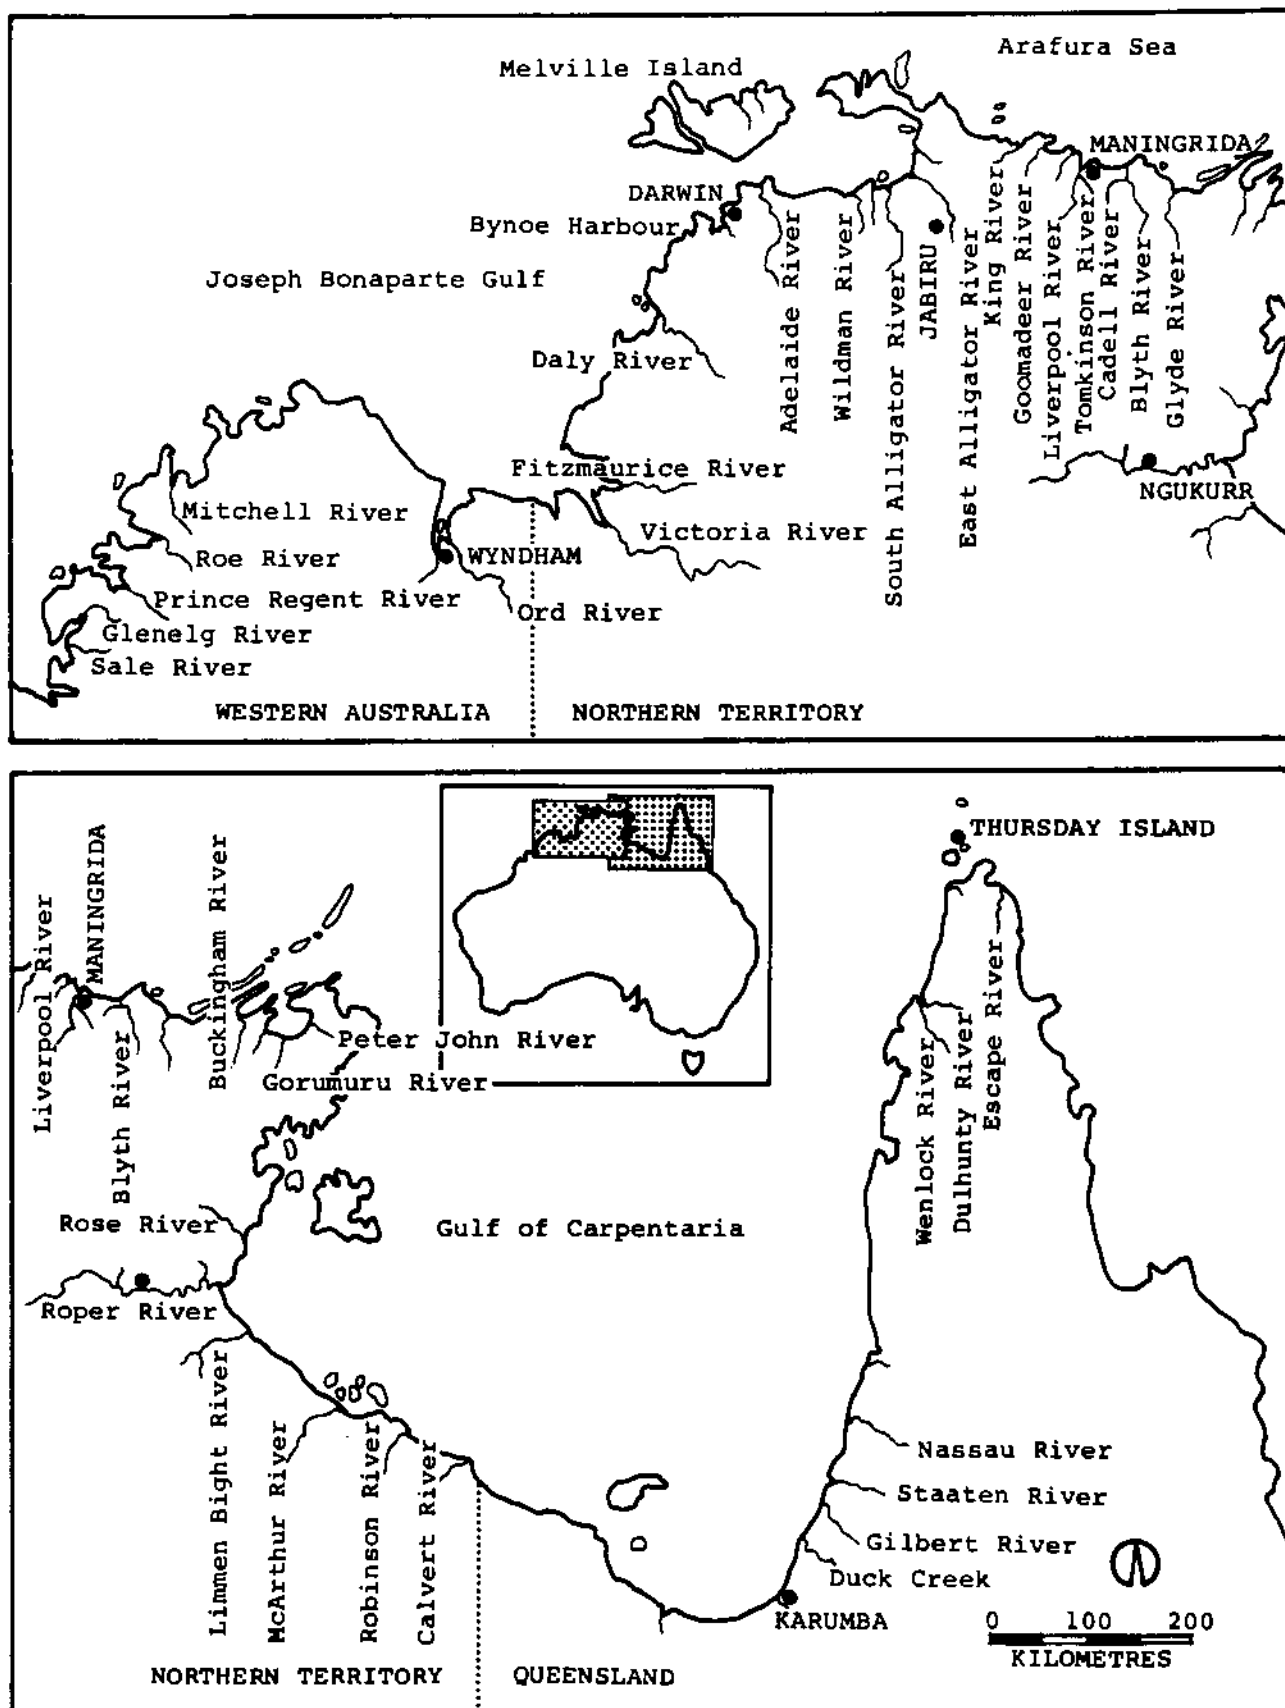 Arafura Sea
Melville Island
MANINGRIDA
DARWIN
Bynoe Harbour
Joseph Bonaparte Gulf
Daly River
Adelaide River
Wildman River
South Alligator River
JABIRU
East Alligator River
King River
Goomadeer River
Liverpool River
Tomkinson River
Cadell River
Blyth River
Glyde River
Fitzmaurice River
NGUKURR
Mitchell River
Victoria River
Roe River
WYNDHAM
Prince Regent River
Ord River
Glenelg River
Sale River
WESTERN AUSTRALIA
NORTHERN TERRITORY
THURSDAY ISLAND
Liverpool River
MANINGRIDA
Blyth River
Buckingham River
Peter John River
Gorumuru River
Wenlock River
Dulhunty River
Escape River
Rose River
Gulf of Carpentaria
Roper River
Limmen Bight River
McArthur River
Robinson River
Calvert River
Nassau River
Staaten River
Gilbert River
Duck Creek
KARUMBA
0 100 200
KILOMETRES
NORTHERN TERRITORY
QUEENSLAND